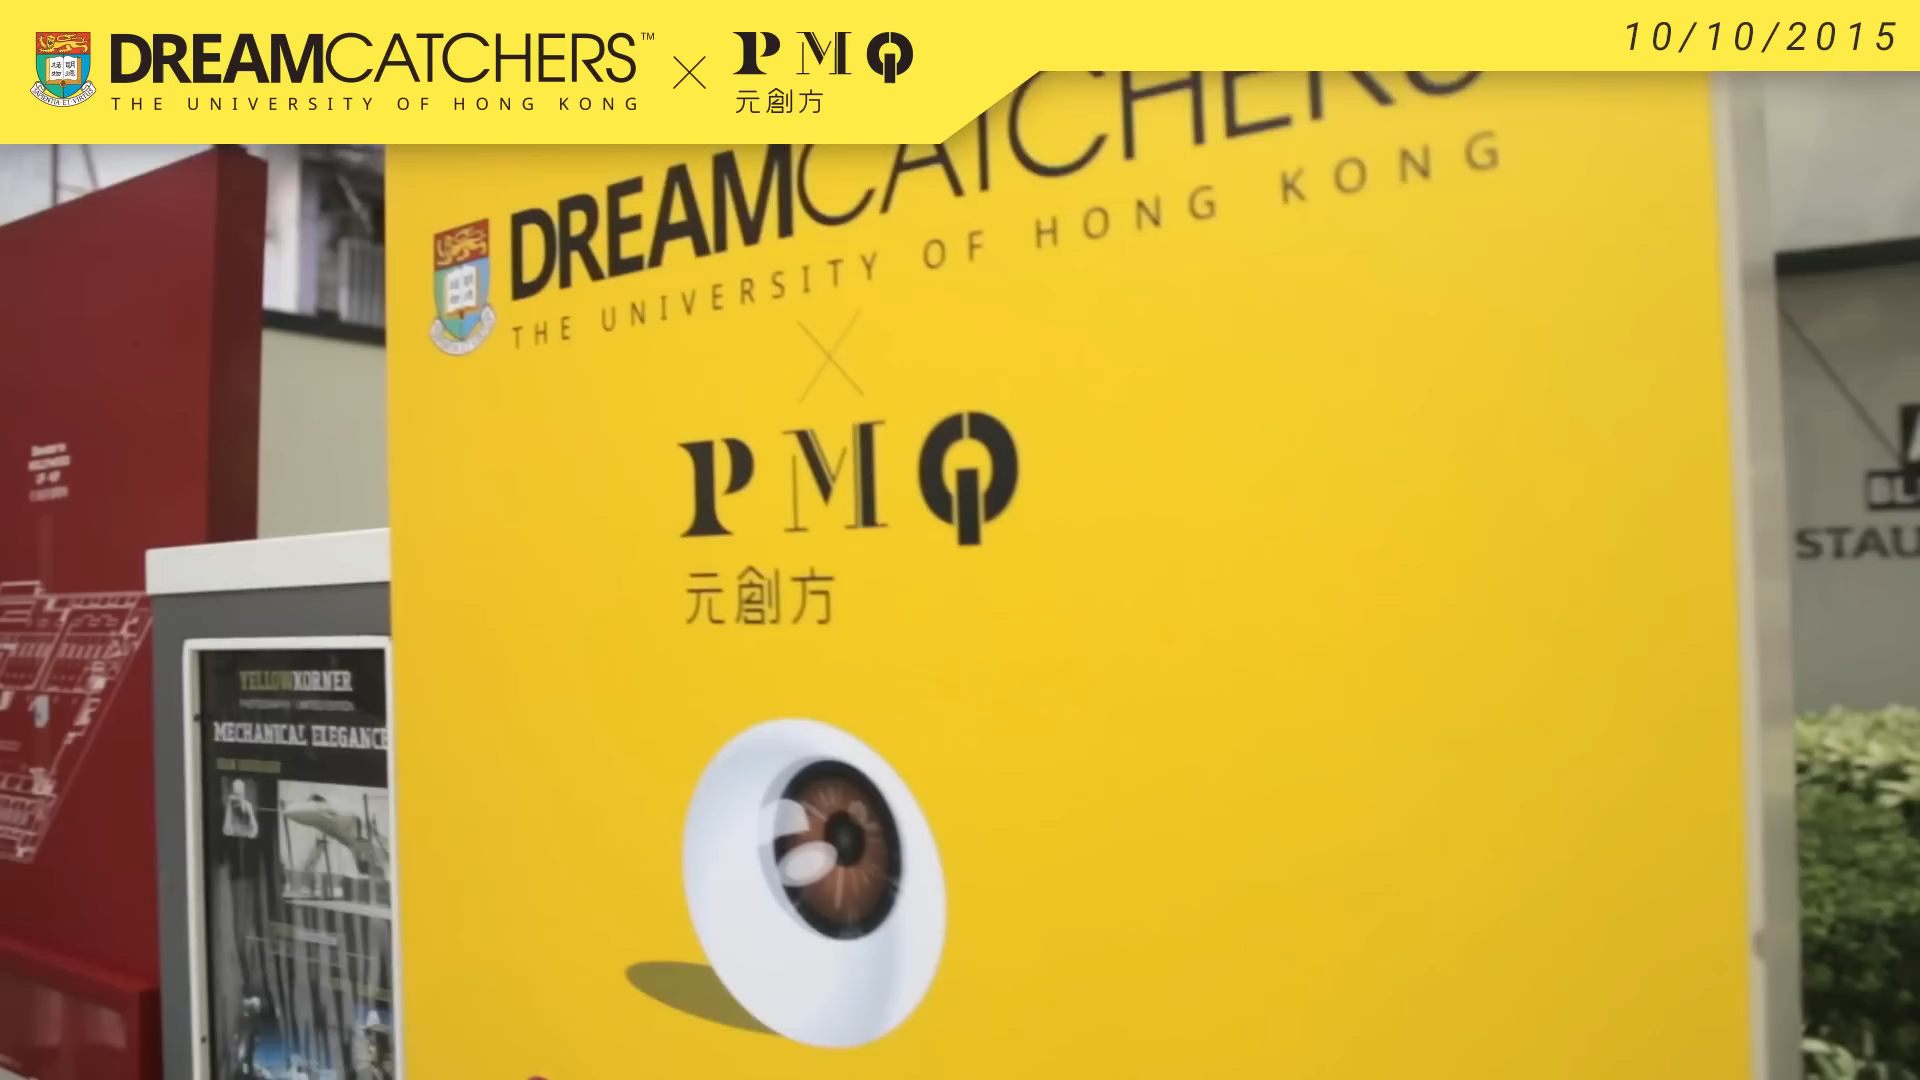 DREAMCATCHERS™
THE UNIVERSITY OF HONG KONG
×
PMQ
元創方
10/10/2015
DREAMCATCHERS
THE UNIVERSITY OF HONG KONG
×
PMQ
元創方
YELLOWKORNER
MECHANICAL ELEGANCE
STAU